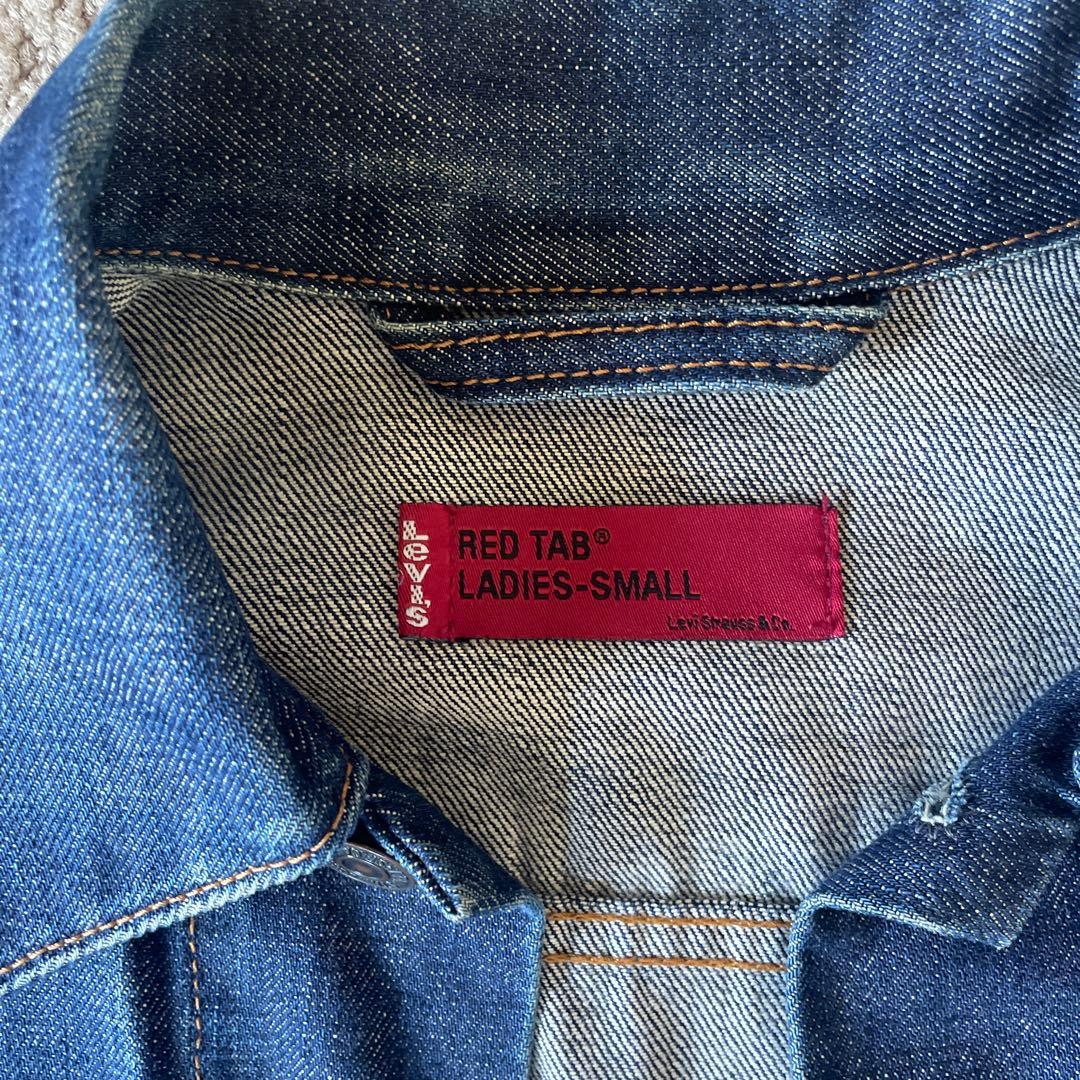 Levi's
RED TAB®
LADIES-SMALL
Levi Strauss & Co.